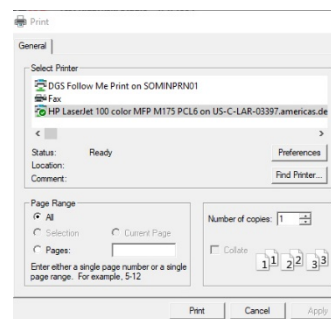 Print
General
Select Printer
DGS Follow Me Print on SOMINPRN01
Fax
HP LaserJet 100 color MFP M175 PCL6 on US-C-LAR-03397.americas.de
Status: Ready
Preferences
Location:
Comment:
Find Printer...
Page Range
All
Selection Current Page
Pages:
Enter either a single page number or a single
page range. For example, 5-12
Number of copies: 1
Collate
1 1 2 2 3 3
Print Cancel Apply